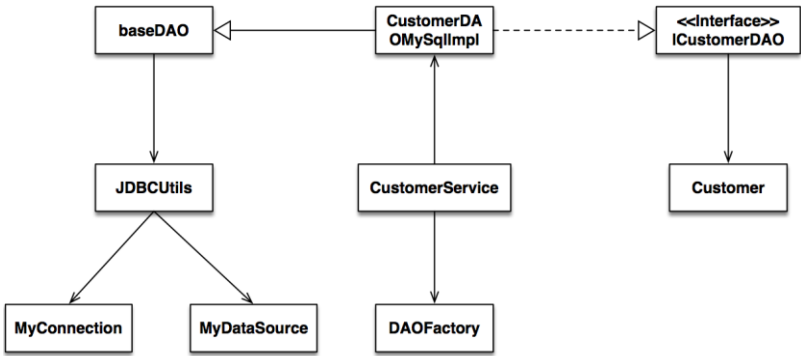 baseDAO
CustomerDA
OMySqlImpl
<<Interface>>
ICustomerDAO
JDBCUtils
CustomerService
Customer
MyConnection
MyDataSource
DAOFactory